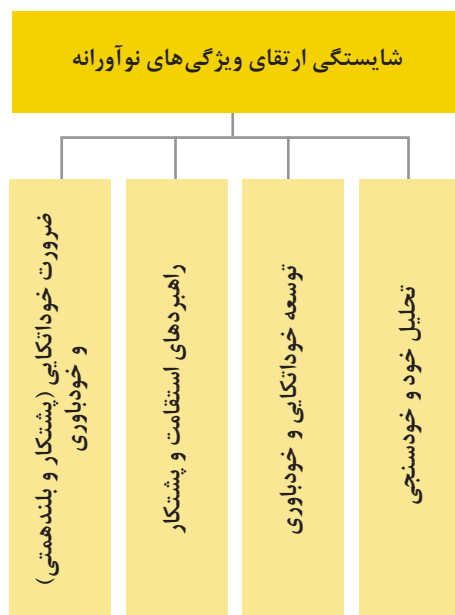 شایستگی ارتقای ویژگی‌های نوآورانه
تحلیل خود و خودسنجی
توسعه خوداتکایی و خودباوری
راهبردهای استقامت و پشتکار
ضرورت خوداتکایی (پشتکار و بلندهمتی)
و خودباوری